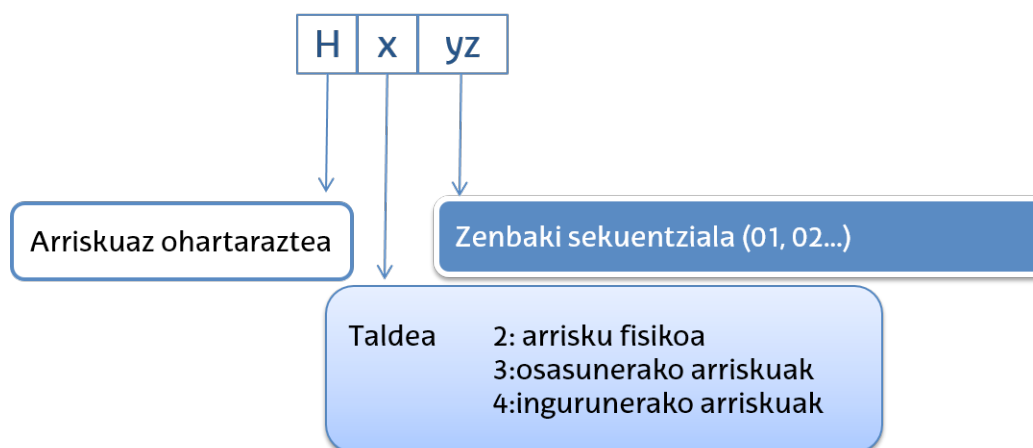 H x yz
Arriskuaz ohartaraztea
Zenbaki sekuentziala (01, 02...)
Taldea 2: arrisku fisikoa
3:osasunerako arriskuak
4:ingurunerako arriskuak